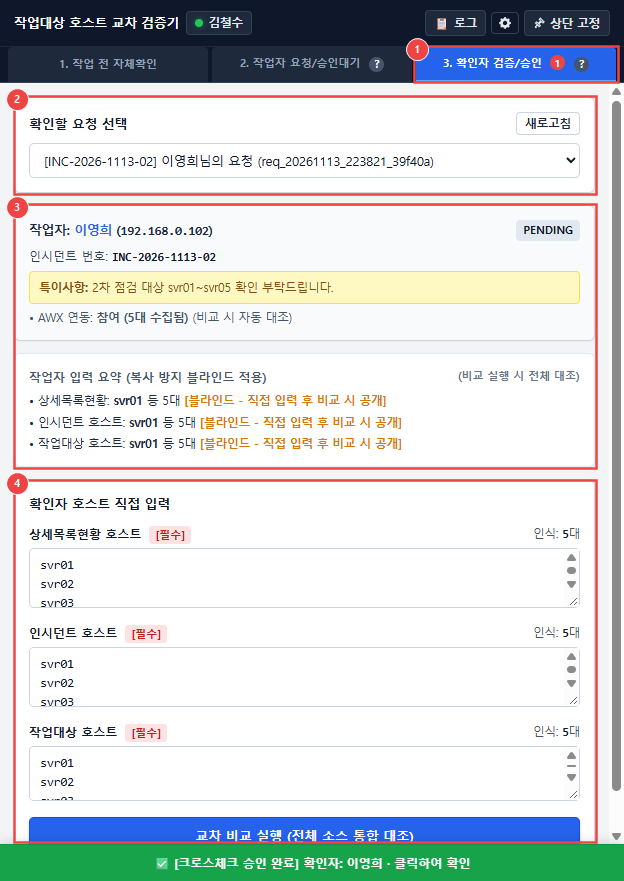 작업대상 호스트 교차 검증기 김철수 📋 로그 ⚙ 📌 상단 고정
1
1. 작업 전 자체확인 2. 작업자 요청/승인대기 ? 3. 확인자 검증/승인 1 ?
2
확인할 요청 선택 새로고침
[INC-2026-1113-02] 이영희님의 요청 (req_20261113_223821_39f40a)
3
작업자: 이영희 (192.168.0.102) PENDING
인시던트 번호: INC-2026-1113-02
특이사항: 2차 점검 대상 svr01~svr05 확인 부탁드립니다.
• AWX 연동: 참여 (5대 수집됨) (비교 시 자동 대조)
작업자 입력 요약 (복사 방지 블라인드 적용) (비교 실행 시 전체 대조)
• 상세목록현황: svr01 등 5대 [블라인드 - 직접 입력 후 비교 시 공개]
• 인시던트 호스트: svr01 등 5대 [블라인드 - 직접 입력 후 비교 시 공개]
• 작업대상 호스트: svr01 등 5대 [블라인드 - 직접 입력 후 비교 시 공개]
4
확인자 호스트 직접 입력
상세목록현황 호스트 [필수] 인식: 5대
svr01
svr02
svr03
인시던트 호스트 [필수] 인식: 5대
svr01
svr02
svr03
작업대상 호스트 [필수] 인식: 5대
svr01
svr02
svr03
교차 비교 실행 (전체 소스 통합 대조)
✅ [크로스체크 승인 완료] 확인자: 이영희 · 클릭하여 확인